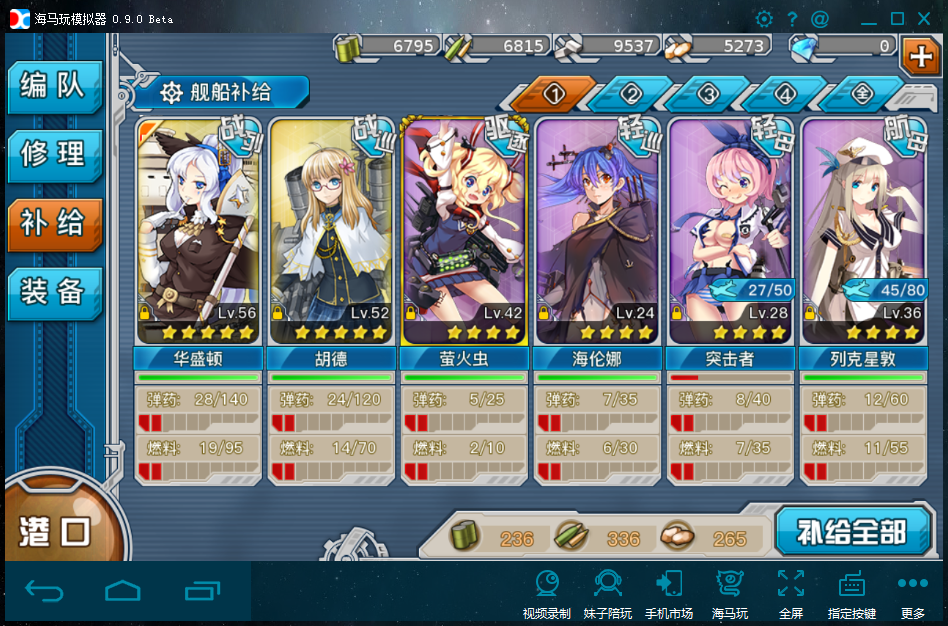 海马玩模拟器 0.9.0 Beta
6795 6815 9537 5273 0
编队
舰船补给
① ② ③ ④ 全
修理
补给
装备
战列 战巡 驱逐 轻巡 轻母 航母
27/50 45/80
Lv.56 Lv.52 Lv.42 Lv.24 Lv.28 Lv.36
华盛顿 胡德 萤火虫 海伦娜 突击者 列克星敦
弹药: 28/140 弹药: 24/120 弹药: 5/25 弹药: 7/35 弹药: 8/40 弹药: 12/60
燃料: 19/95 燃料: 14/70 燃料: 2/10 燃料: 6/30 燃料: 7/35 燃料: 11/55
港口
236 336 265
补给全部
视频录制 妹子陪玩 手机市场 海马玩 全屏 指定按键 更多